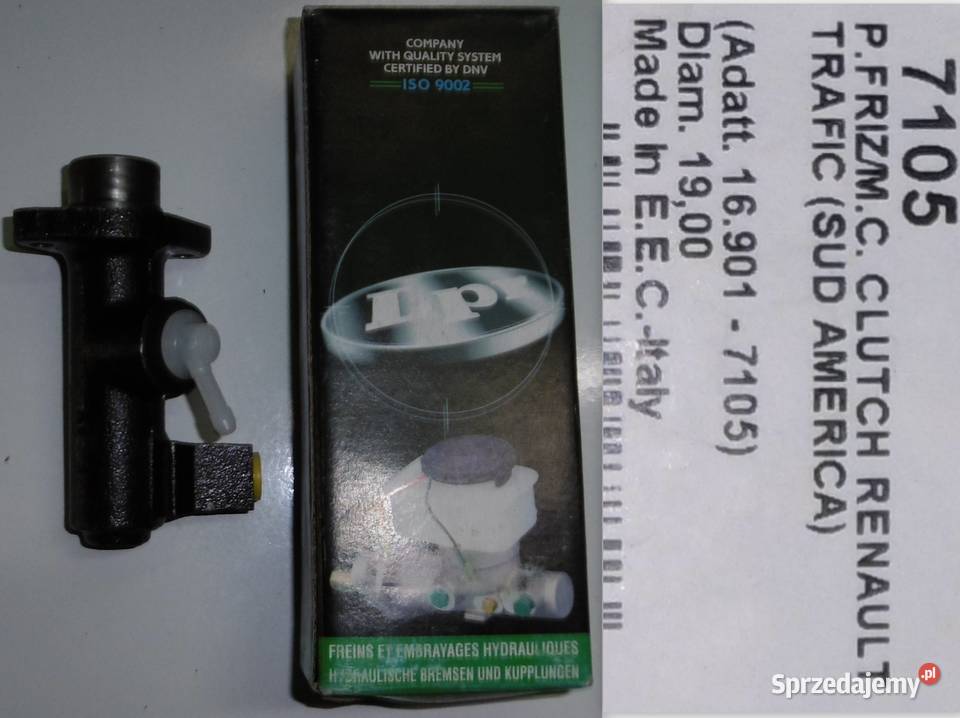 COMPANY
WITH QUALITY SYSTEM
CERTIFIED BY DNV
ISO 9002
lpr
FREINS ET EMBRAYAGES HYDRAULIQUES
HYDRAULISCHE BREMSEN UND KUPPLUNGEN
7105
P.FRIZ/M.C. CLUTCH RENAULT
TRAFIC (SUD AMERICA)
(Adatt. 16.901 - 7105)
Diam. 19,00
Made in E.E.C.-Italy
Sprzedajemy.pl